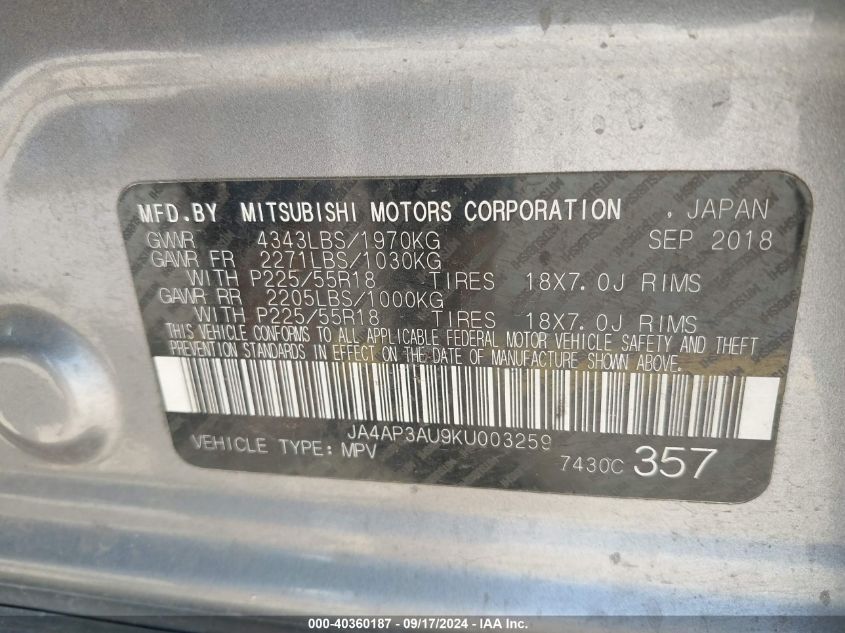 MFD.BY MITSUBISHI MOTORS CORPORATION , JAPAN
GVWR 4343LBS/1970KG SEP 2018
GAWR FR 2271LBS/1030KG
WITH P225/55R18 TIRES 18X7.0J RIMS
GAWR RR 2205LBS/1000KG
WITH P225/55R18 TIRES 18X7.0J RIMS
THIS VEHICLE CONFORMS TO ALL APPLICABLE FEDERAL MOTOR VEHICLE SAFETY AND THEFT
PREVENTION STANDARDS IN EFFECT ON THE DATE OF MANUFACTURE SHOWN ABOVE.
JA4AP3AU9KU003259
VEHICLE TYPE: MPV 7430C 357
000-40360187 - 09/17/2024 - IAA Inc.